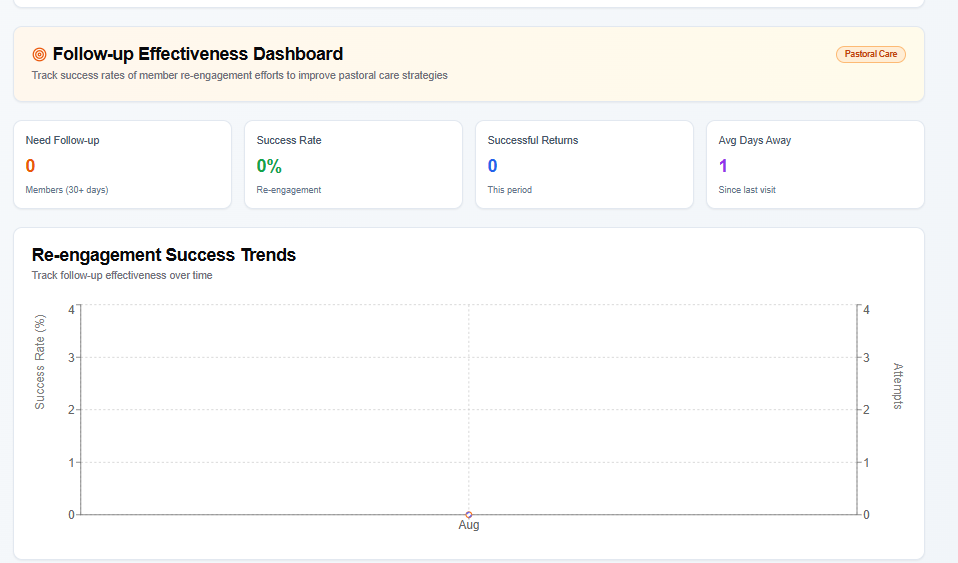 Follow-up Effectiveness Dashboard
Pastoral Care
Track success rates of member re-engagement efforts to improve pastoral care strategies
Need Follow-up
0
Members (30+ days)
Success Rate
0%
Re-engagement
Successful Returns
0
This period
Avg Days Away
1
Since last visit
Re-engagement Success Trends
Track follow-up effectiveness over time
Success Rate (%)
4
3
2
1
0
Aug
4
3
2
1
0
Attempts